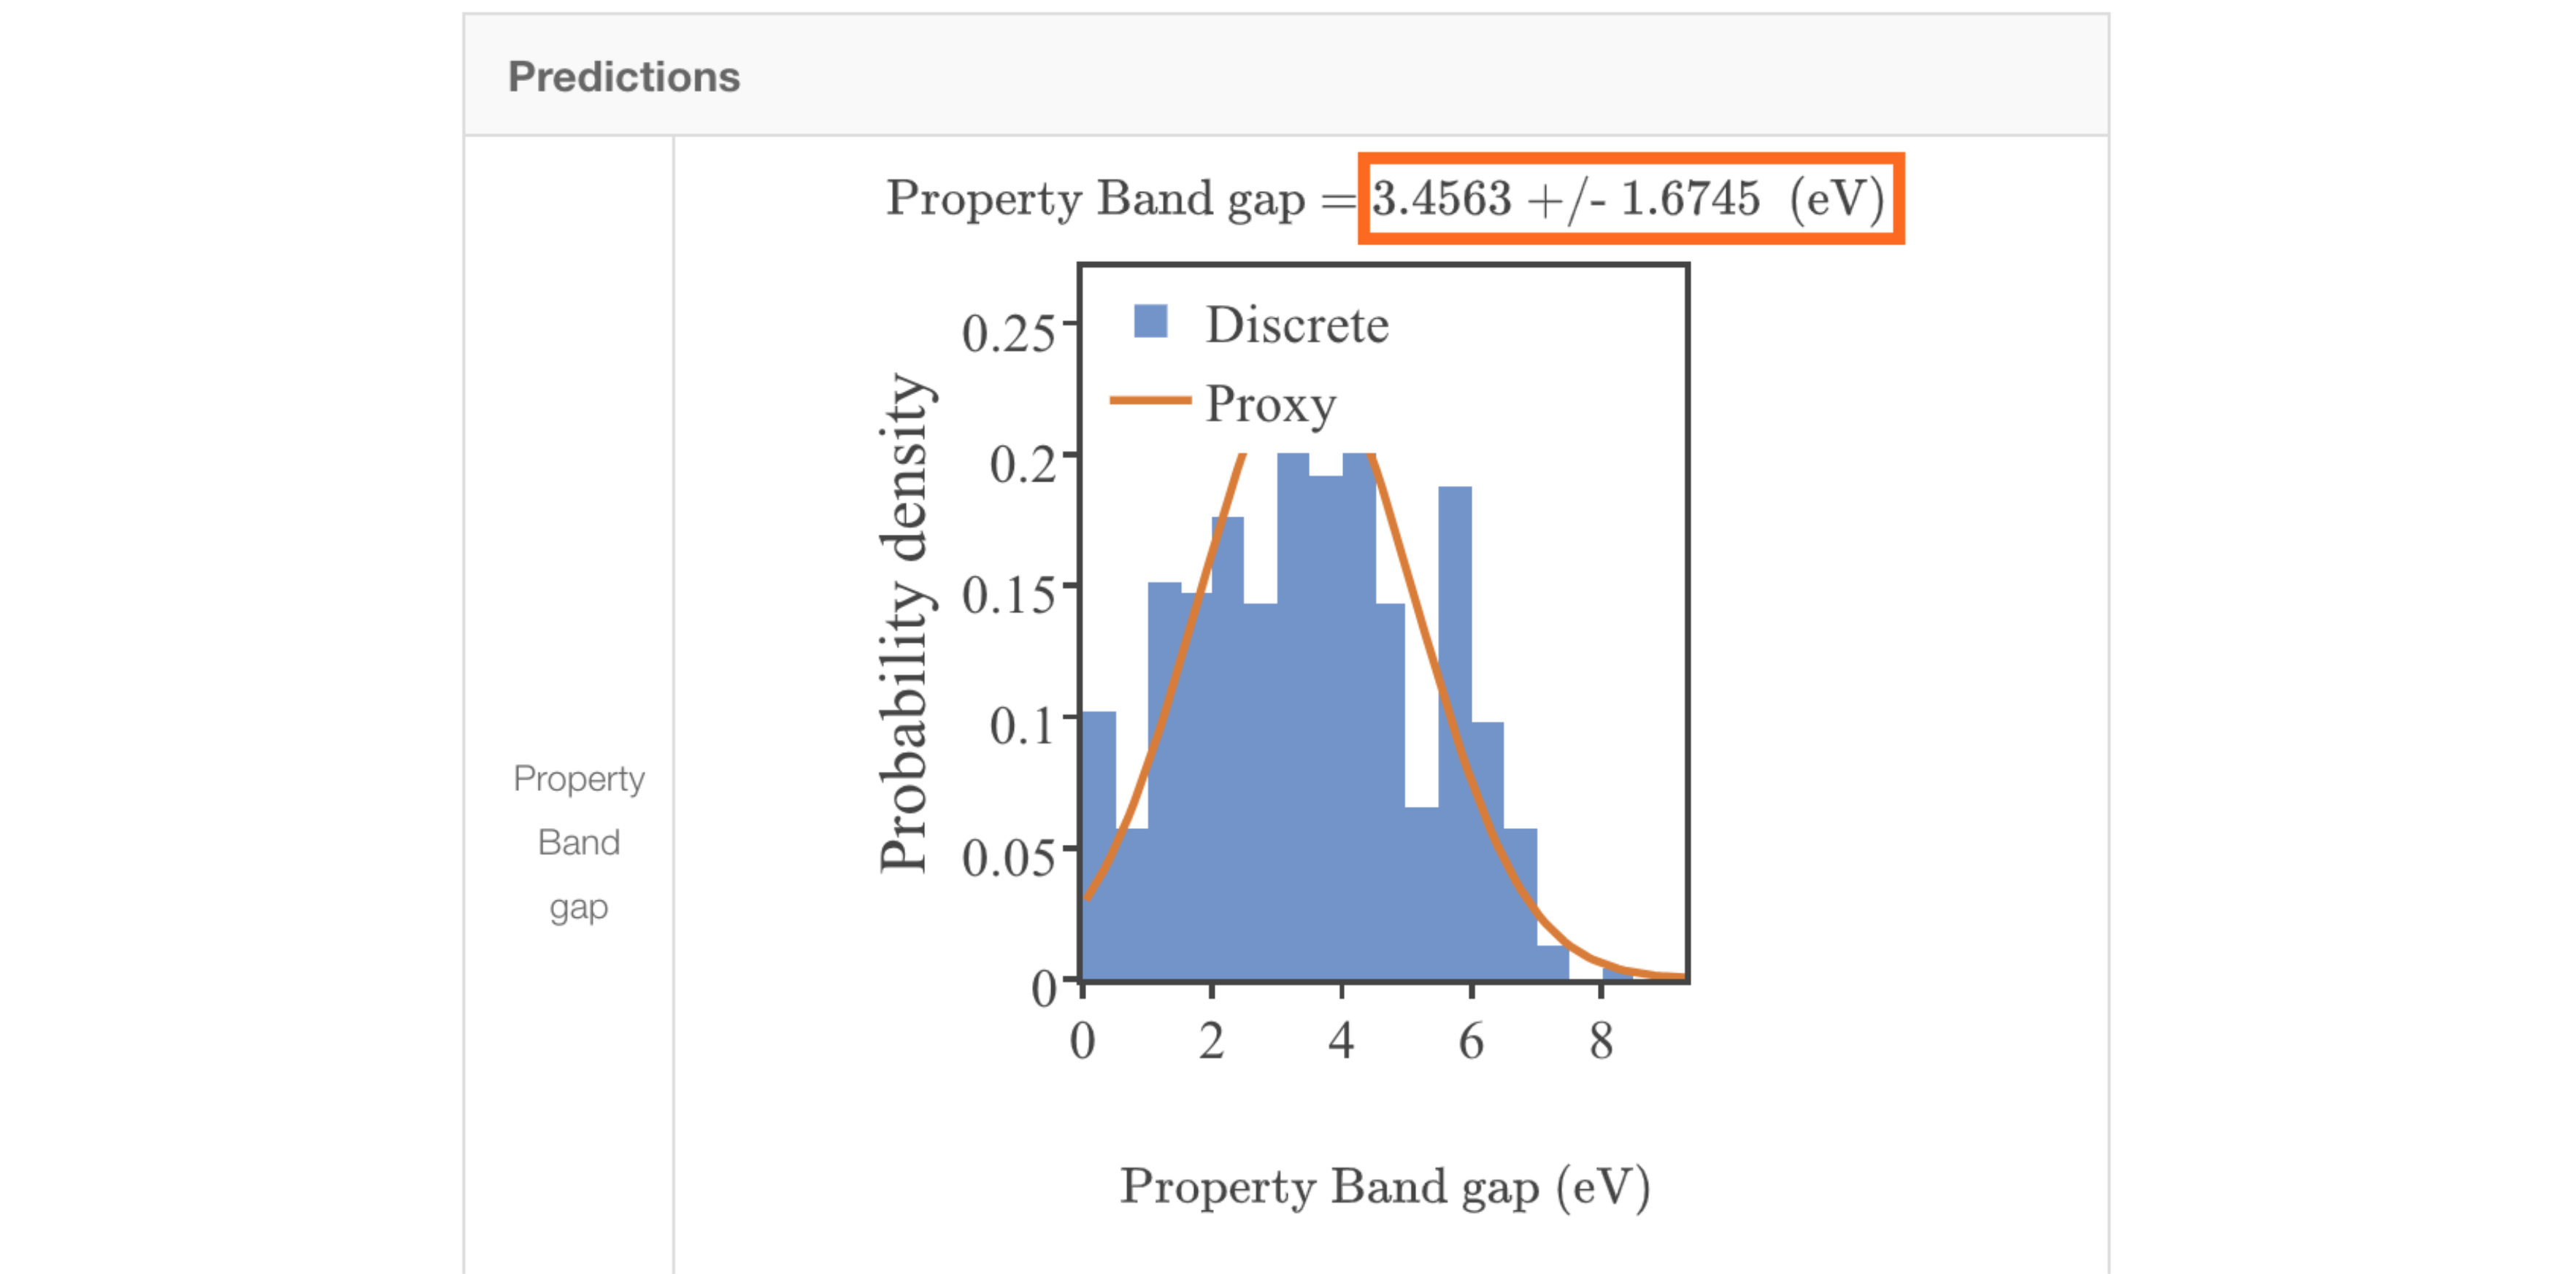 Predictions
Property Band gap = 3.4563 +/- 1.6745 (eV)
Discrete
Proxy
0.25
0.2
0.15
0.1
0.05
0
Probability density
0 2 4 6 8
Property Band gap (eV)
Property
Band
gap